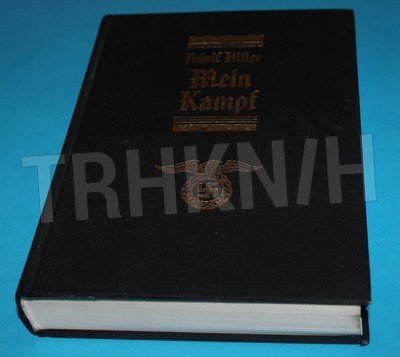 Adolf Hitler
Mein
Kampf
TRHKN/H